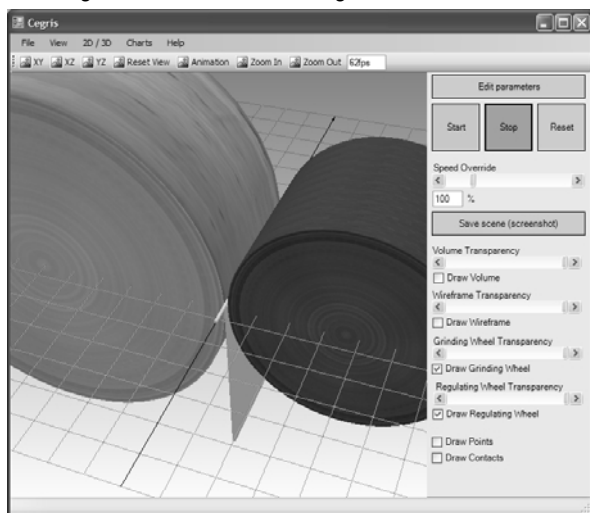 Cegris
File View 2D / 3D Charts Help
XY XZ YZ Reset View Animation Zoom In Zoom Out 62fps
Edit parameters
Start Stop Reset
Speed Override
100 %
Save scene (screenshot)
Volume Transparency
Draw Volume
Wireframe Transparency
Draw Wireframe
Grinding Wheel Transparency
Draw Grinding Wheel
Regulating Wheel Transparency
Draw Regulating Wheel
Draw Points
Draw Contacts